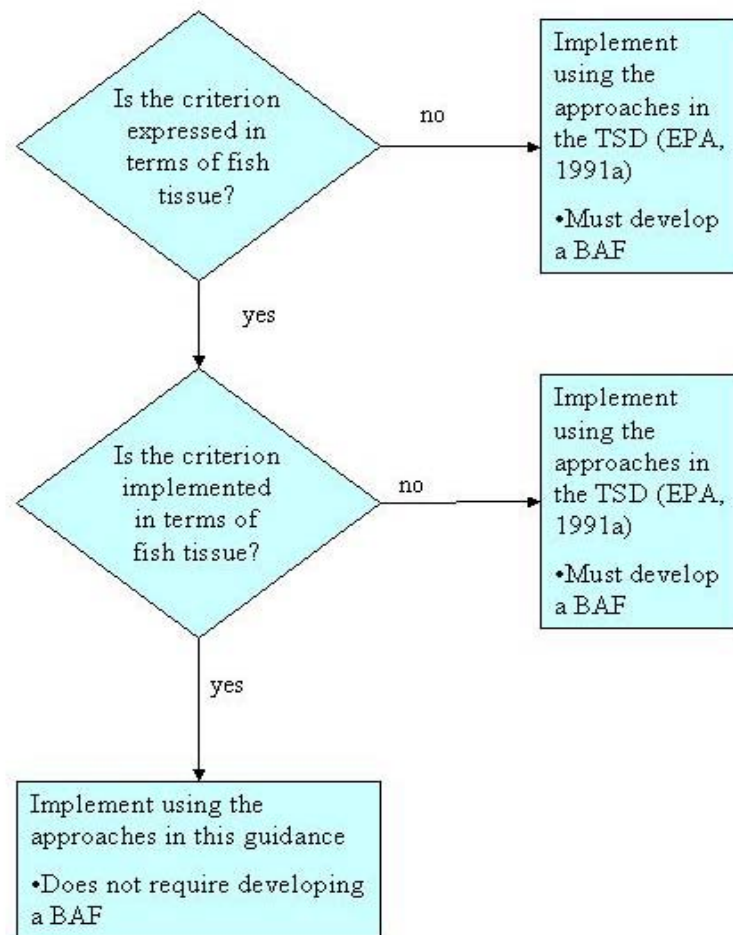 Is the criterion
expressed in
terms of fish
tissue?
no
Implement
using the
approaches in
the TSD (EPA,
1991a)
•Must develop
a BAF
yes
Is the criterion
implemented
in terms of
fish tissue?
no
Implement
using the
approaches in
the TSD (EPA,
1991a)
•Must develop
a BAF
yes
Implement using the
approaches in this guidance
•Does not require developing
a BAF